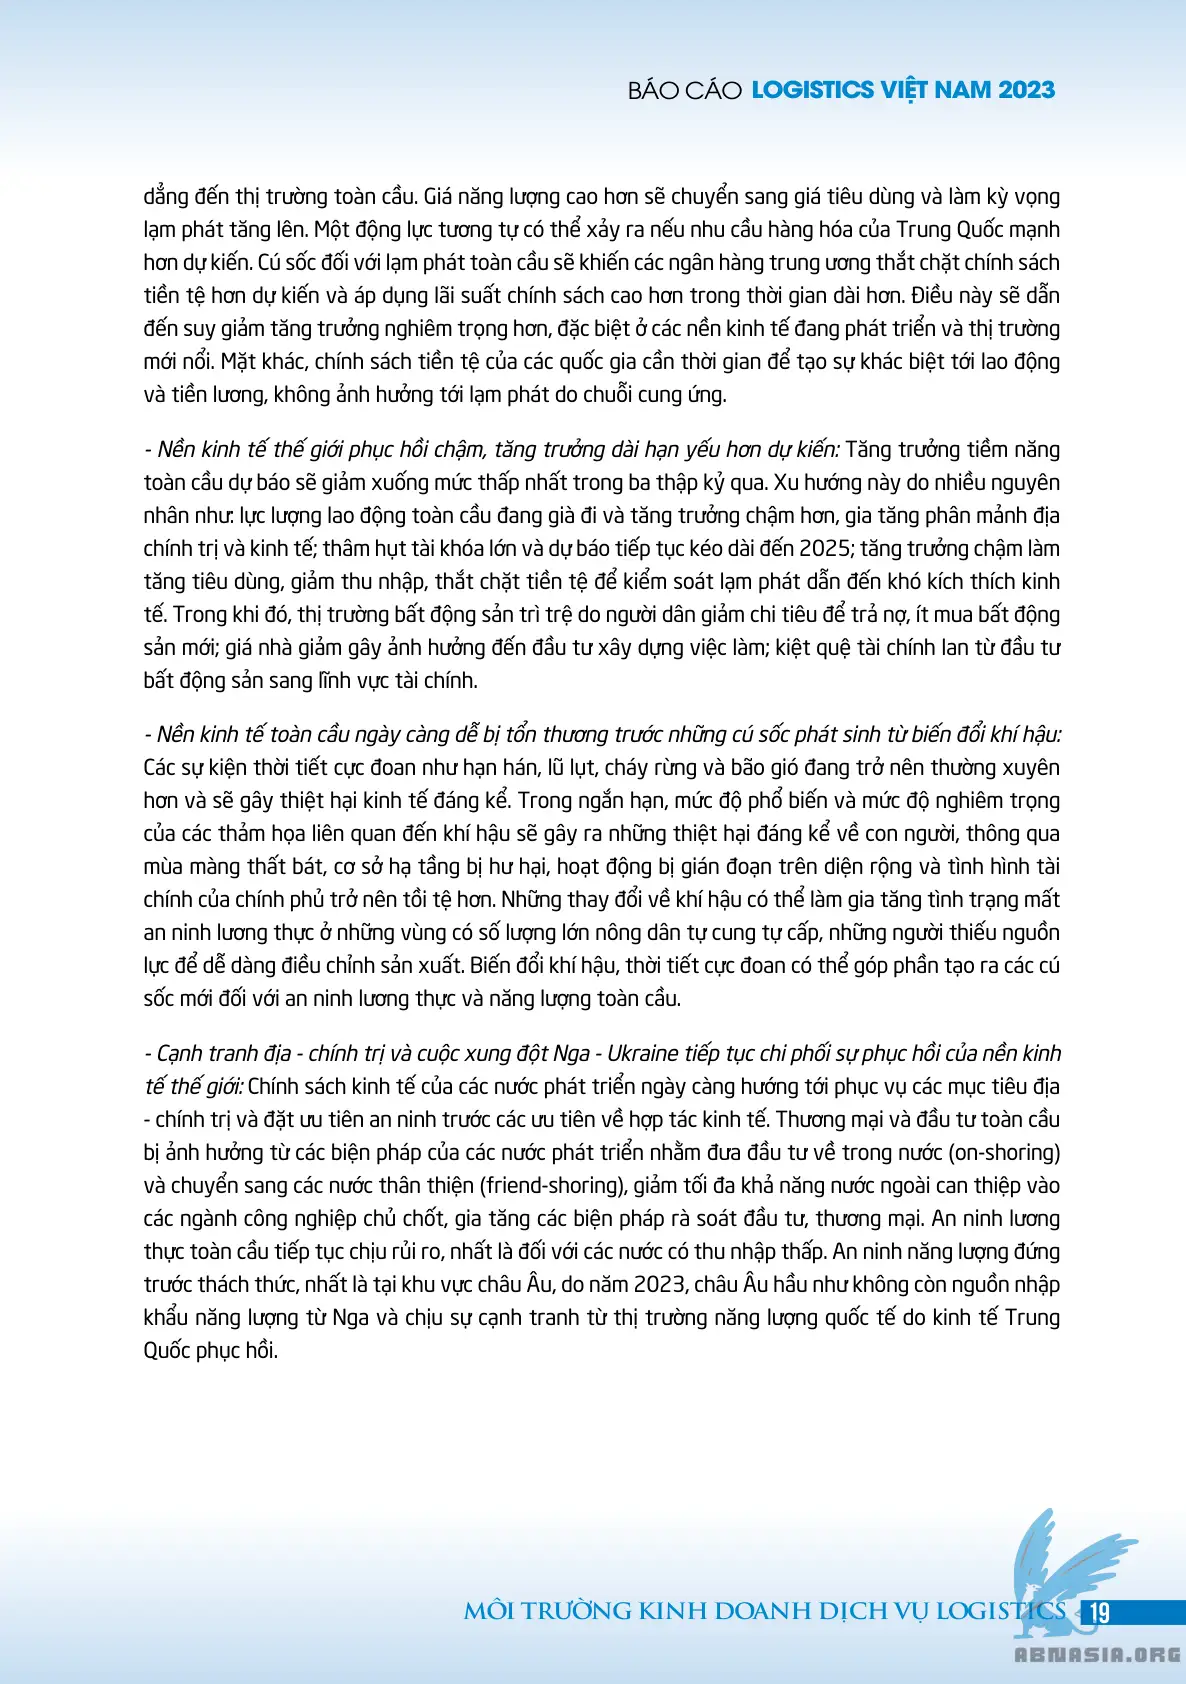 BÁO CÁO LOGISTICS VIỆT NAM 2023
dẳng đến thị trường toàn cầu. Giá năng lượng cao hơn sẽ chuyển sang giá tiêu dùng và làm kỳ vọng
lạm phát tăng lên. Một động lực tương tự có thể xảy ra nếu nhu cầu hàng hóa của Trung Quốc mạnh
hơn dự kiến. Cú sốc đối với lạm phát toàn cầu sẽ khiến các ngân hàng trung ương thắt chặt chính sách
tiền tệ hơn dự kiến và áp dụng lãi suất chính sách cao hơn trong thời gian dài hơn. Điều này sẽ dẫn
đến suy giảm tăng trưởng nghiêm trọng hơn, đặc biệt ở các nền kinh tế đang phát triển và thị trường
mới nổi. Mặt khác, chính sách tiền tệ của các quốc gia cần thời gian để tạo sự khác biệt tới lao động
và tiền lương, không ảnh hưởng tới lạm phát do chuỗi cung ứng.
- Nền kinh tế thế giới phục hồi chậm, tăng trưởng dài hạn yếu hơn dự kiến: Tăng trưởng tiềm năng
toàn cầu dự báo sẽ giảm xuống mức thấp nhất trong ba thập kỷ qua. Xu hướng này do nhiều nguyên
nhân như: lực lượng lao động toàn cầu đang già đi và tăng trưởng chậm hơn, gia tăng phân mảnh địa
chính trị và kinh tế; thâm hụt tài khóa lớn và dự báo tiếp tục kéo dài đến 2025; tăng trưởng chậm làm
tăng tiêu dùng, giảm thu nhập, thắt chặt tiền tệ để kiểm soát lạm phát dẫn đến khó kích thích kinh
tế. Trong khi đó, thị trường bất động sản trì trệ do người dân giảm chi tiêu để trả nợ, ít mua bất động
sản mới; giá nhà giảm gây ảnh hưởng đến đầu tư xây dựng việc làm; kiệt quệ tài chính lan từ đầu tư
bất động sản sang lĩnh vực tài chính.
- Nền kinh tế toàn cầu ngày càng dễ bị tổn thương trước những cú sốc phát sinh từ biến đổi khí hậu:
Các sự kiện thời tiết cực đoan như hạn hán, lũ lụt, cháy rừng và bão gió đang trở nên thường xuyên
hơn và sẽ gây thiệt hại kinh tế đáng kể. Trong ngắn hạn, mức độ phổ biến và mức độ nghiêm trọng
của các thảm họa liên quan đến khí hậu sẽ gây ra những thiệt hại đáng kể về con người, thông qua
mùa màng thất bát, cơ sở hạ tầng bị hư hại, hoạt động bị gián đoạn trên diện rộng và tình hình tài
chính của chính phủ trở nên tồi tệ hơn. Những thay đổi về khí hậu có thể làm gia tăng tình trạng mất
an ninh lương thực ở những vùng có số lượng lớn nông dân tự cung tự cấp, những người thiếu nguồn
lực để dễ dàng điều chỉnh sản xuất. Biến đổi khí hậu, thời tiết cực đoan có thể góp phần tạo ra các cú
sốc mới đối với an ninh lương thực và năng lượng toàn cầu.
- Cạnh tranh địa - chính trị và cuộc xung đột Nga - Ukraine tiếp tục chi phối sự phục hồi của nền kinh
tế thế giới: Chính sách kinh tế của các nước phát triển ngày càng hướng tới phục vụ các mục tiêu địa
- chính trị và đặt ưu tiên an ninh trước các ưu tiên về hợp tác kinh tế. Thương mại và đầu tư toàn cầu
bị ảnh hưởng từ các biện pháp của các nước phát triển nhằm đưa đầu tư về trong nước (on-shoring)
và chuyển sang các nước thân thiện (friend-shoring), giảm tối đa khả năng nước ngoài can thiệp vào
các ngành công nghiệp chủ chốt, gia tăng các biện pháp rà soát đầu tư, thương mại. An ninh lương
thực toàn cầu tiếp tục chịu rủi ro, nhất là đối với các nước có thu nhập thấp. An ninh năng lượng đứng
trước thách thức, nhất là tại khu vực châu Âu, do năm 2023, châu Âu hầu như không còn nguồn nhập
khẩu năng lượng từ Nga và chịu sự cạnh tranh từ thị trường năng lượng quốc tế do kinh tế Trung
Quốc phục hồi.
MÔI TRƯỜNG KINH DOANH DỊCH VỤ LOGISTICS 19
ABMASIA.ORG